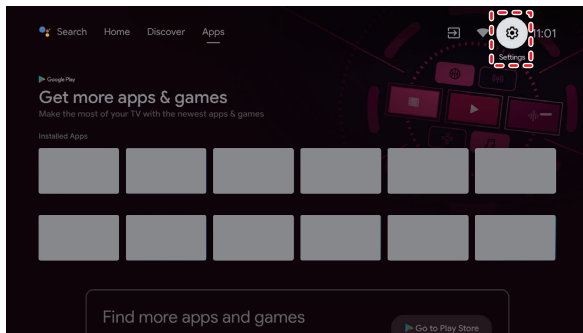 Search Home Discover Apps 11:01
Settings
Google Play
Get more apps & games
Make the most of your TV with the newest apps & games
Installed Apps
Find more apps and games
Go to Play Store